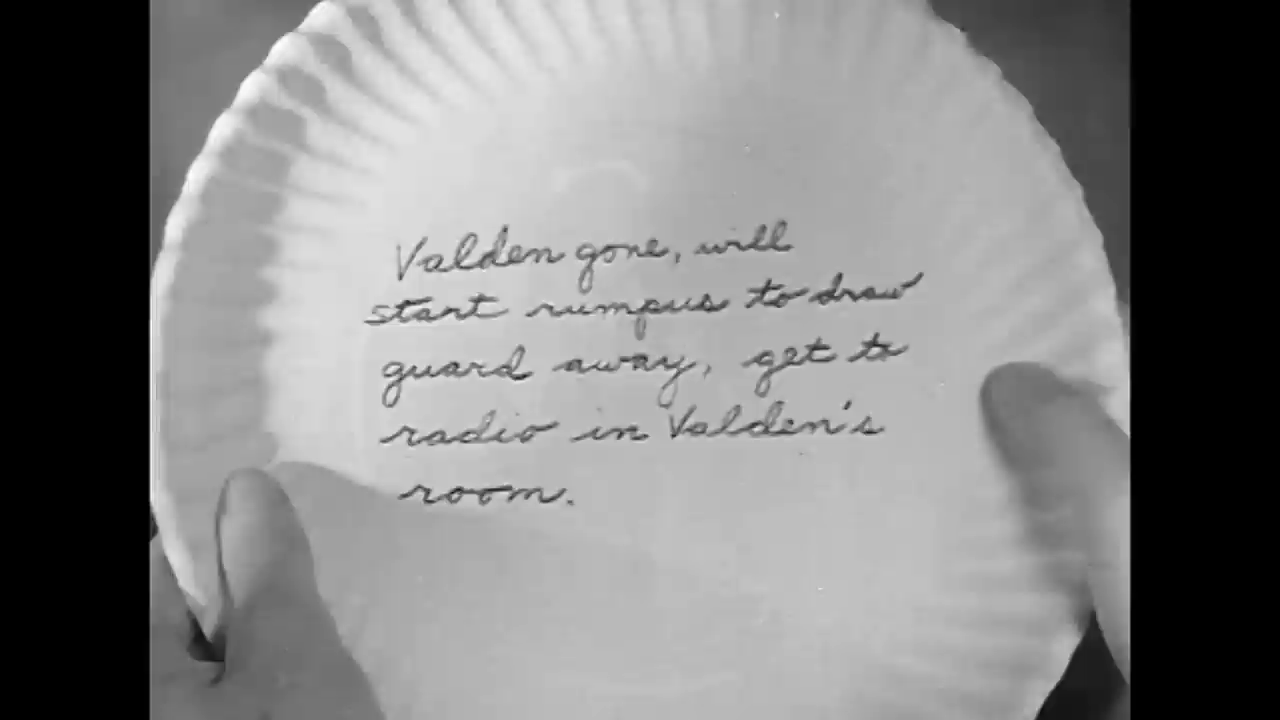 Valden gone, will
start rumpus to draw
guard away, get to
radio in Valden's
room.